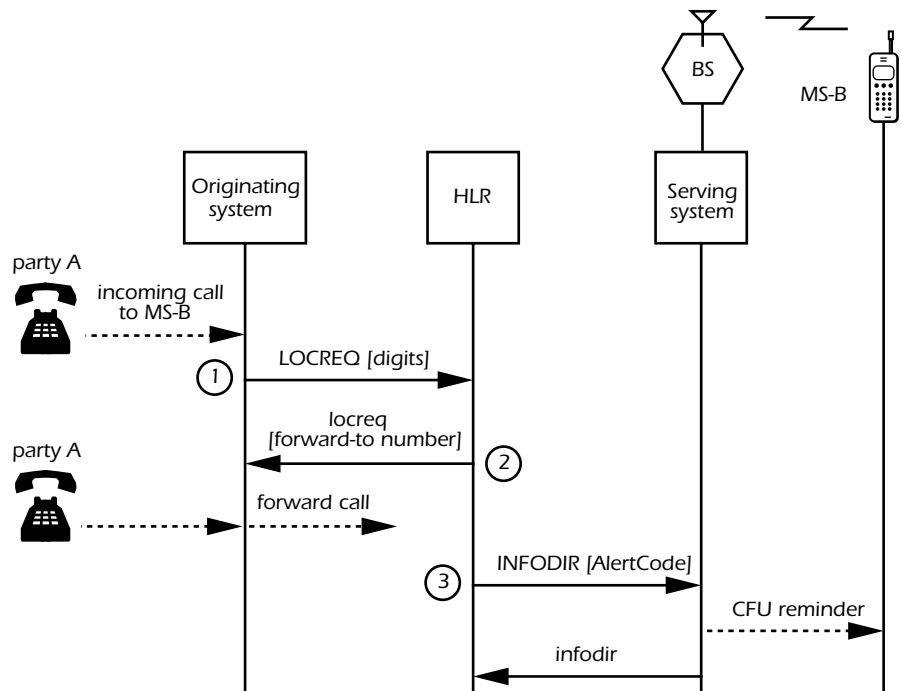 BS
MS-B
Originating
system
HLR
Serving
system
party A
incoming call
to MS-B
1
LOCREQ [digits]
locreq
[forward-to number]
2
party A
forward call
3
INFODIR [AlertCode]
CFU reminder
infodir